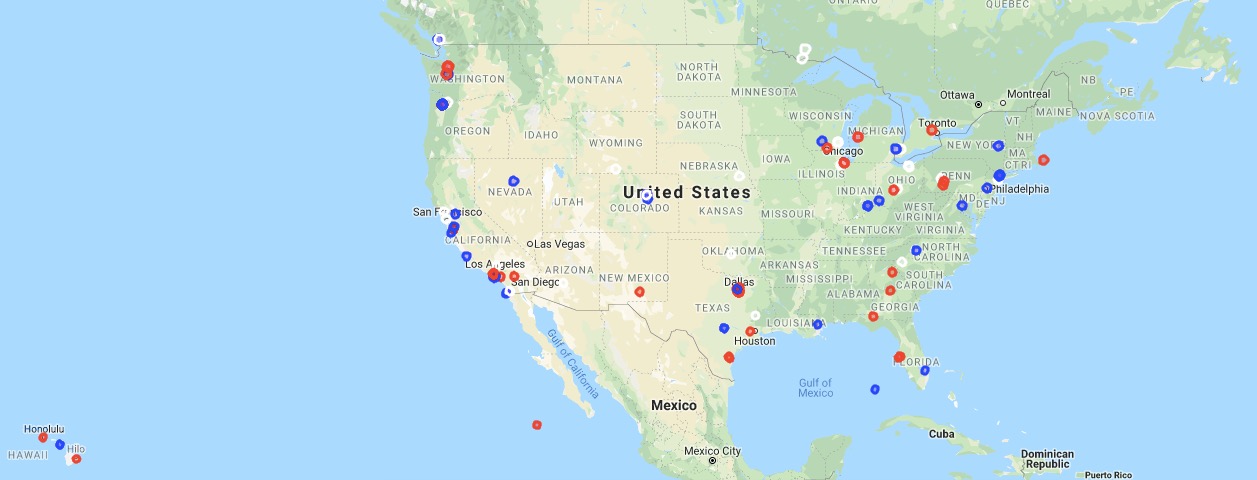 ONTARIO
QUEBEC
WASHINGTON
MONTANA
NORTH
DAKOTA
MINNESOTA
Ottawa
Montreal
NB
PE
MAINE
NOVA SCOTIA
OREGON
IDAHO
WYOMING
SOUTH
DAKOTA
WISCONSIN
MICHIGAN
Toronto
VT
NH
NEW YORK
MA
CT RI
NEVADA
UTAH
United States
COLORADO
NEBRASKA
IOWA
Chicago
ILLINOIS
INDIANA
OHIO
PENN
Philadelphia
MD
DE NJ
San Francisco
CALIFORNIA
Las Vegas
KANSAS
MISSOURI
WEST
VIRGINIA
KENTUCKY
VIRGINIA
Los Angeles
San Diego
ARIZONA
NEW MEXICO
OKLAHOMA
ARKANSAS
TENNESSEE
NORTH
CAROLINA
Dallas
MISSISSIPPI
SOUTH
CAROLINA
ALABAMA
GEORGIA
TEXAS
LOUISIANA
Houston
Gulf of California
Gulf of
Mexico
FLORIDA
Mexico
Honolulu
HAWAII
Hilo
Mexico City
Cuba
Dominican
Republic
Puerto Rico